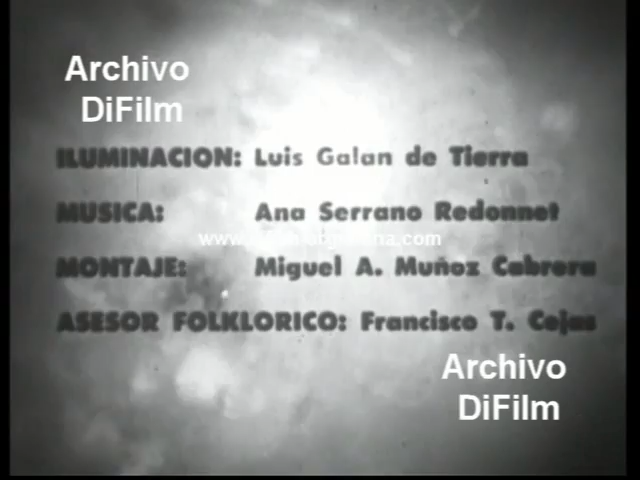 Archivo
DiFilm
ILUMINACION: Luis Galan de Tierra
MUSICA: Ana Serrano Redonnet
MONTAJE: Miguel A. Muñoz Cabrera
ASESOR FOLKLORICO: Francisco T. Cejas
Archivo
DiFilm